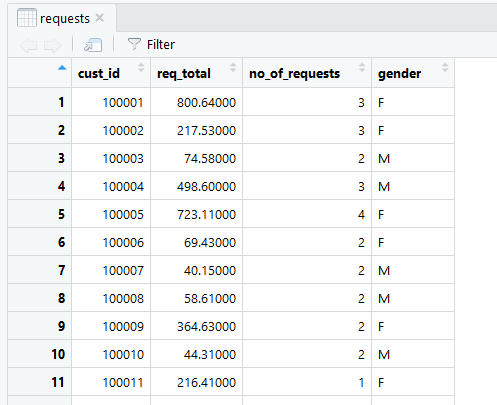 requests
Filter
cust_id req_total no_of_requests gender
1 100001 800.64000 3 F
2 100002 217.53000 3 F
3 100003 74.58000 2 M
4 100004 498.60000 3 M
5 100005 723.11000 4 F
6 100006 69.43000 2 F
7 100007 40.15000 2 M
8 100008 58.61000 2 M
9 100009 364.63000 2 F
10 100010 44.31000 2 M
11 100011 216.41000 1 F